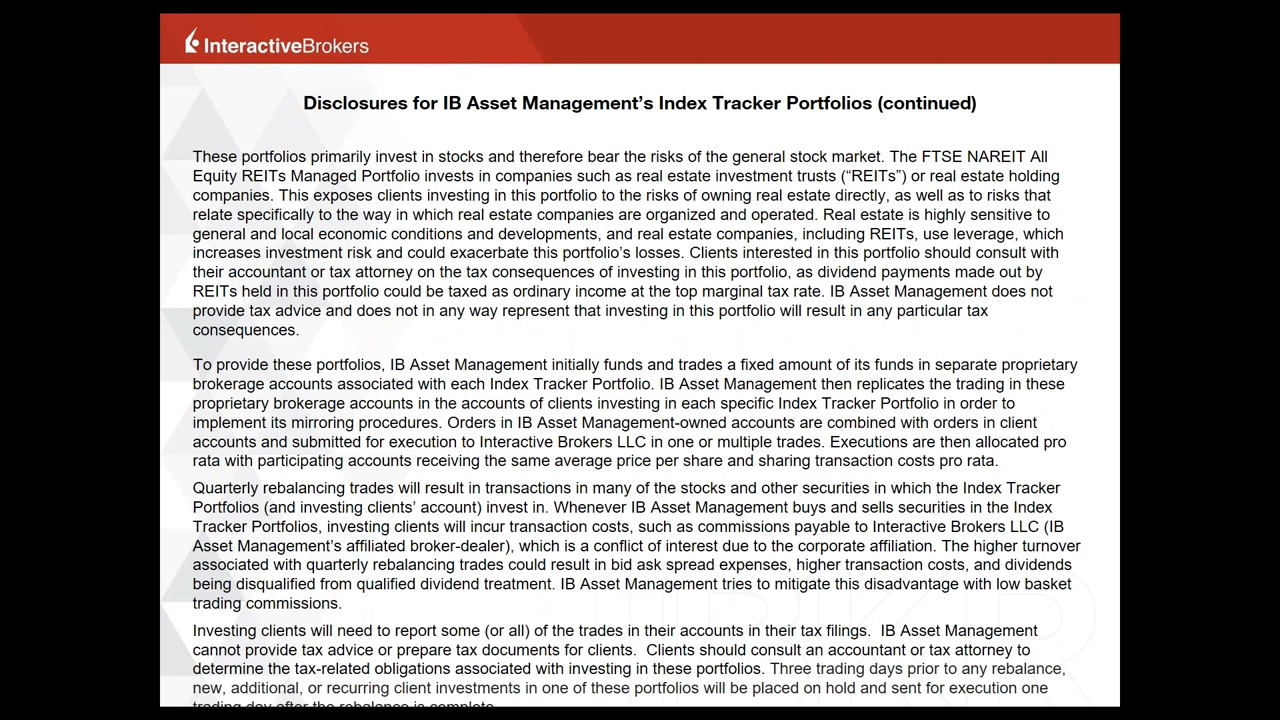 InteractiveBrokers
Disclosures for IB Asset Management's Index Tracker Portfolios (continued)
These portfolios primarily invest in stocks and therefore bear the risks of the general stock market. The FTSE NAREIT All
Equity REITs Managed Portfolio invests in companies such as real estate investment trusts (“REITs”) or real estate holding
companies. This exposes clients investing in this portfolio to the risks of owning real estate directly, as well as to risks that
relate specifically to the way in which real estate companies are organized and operated. Real estate is highly sensitive to
general and local economic conditions and developments, and real estate companies, including REITs, use leverage, which
increases investment risk and could exacerbate this portfolio’s losses. Clients interested in this portfolio should consult with
their accountant or tax attorney on the tax consequences of investing in this portfolio, as dividend payments made out by
REITs held in this portfolio could be taxed as ordinary income at the top marginal tax rate. IB Asset Management does not
provide tax advice and does not in any way represent that investing in this portfolio will result in any particular tax
consequences.
To provide these portfolios, IB Asset Management initially funds and trades a fixed amount of its funds in separate proprietary
brokerage accounts associated with each Index Tracker Portfolio. IB Asset Management then replicates the trading in these
proprietary brokerage accounts in the accounts of clients investing in each specific Index Tracker Portfolio in order to
implement its mirroring procedures. Orders in IB Asset Management-owned accounts are combined with orders in client
accounts and submitted for execution to Interactive Brokers LLC in one or multiple trades. Executions are then allocated pro
rata with participating accounts receiving the same average price per share and sharing transaction costs pro rata.
Quarterly rebalancing trades will result in transactions in many of the stocks and other securities in which the Index Tracker
Portfolios (and investing clients’ account) invest in. Whenever IB Asset Management buys and sells securities in the Index
Tracker Portfolios, investing clients will incur transaction costs, such as commissions payable to Interactive Brokers LLC (IB
Asset Management’s affiliated broker-dealer), which is a conflict of interest due to the corporate affiliation. The higher turnover
associated with quarterly rebalancing trades could result in bid ask spread expenses, higher transaction costs, and dividends
being disqualified from qualified dividend treatment. IB Asset Management tries to mitigate this disadvantage with low basket
trading commissions.
Investing clients will need to report some (or all) of the trades in their accounts in their tax filings. IB Asset Management
cannot provide tax advice or prepare tax documents for clients. Clients should consult an accountant or tax attorney to
determine the tax-related obligations associated with investing in these portfolios. Three trading days prior to any rebalance,
new, additional, or recurring client investments in one of these portfolios will be placed on hold and sent for execution one
trading day after the rebalance is complete.
IBKR